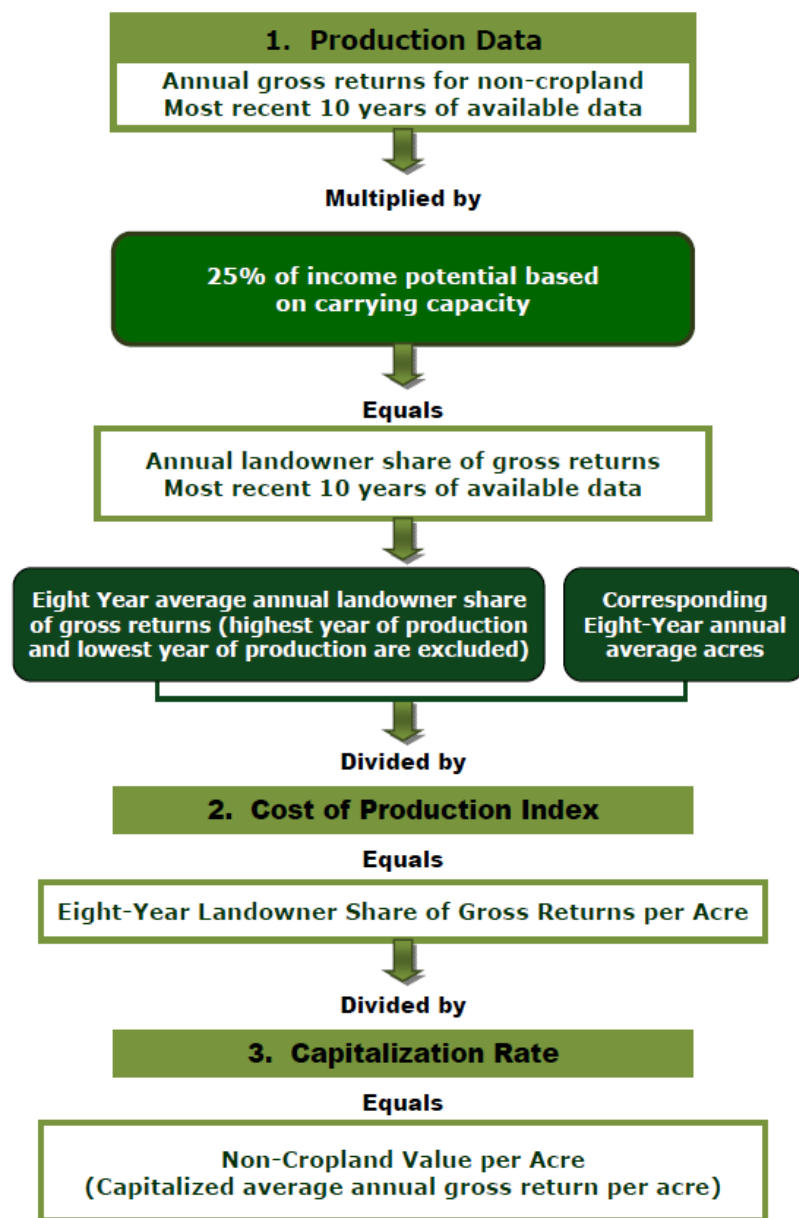 1. Production Data
Annual gross returns for non-cropland
Most recent 10 years of available data
Multiplied by
25% of income potential based
on carrying capacity
Equals
Annual landowner share of gross returns
Most recent 10 years of available data
Eight Year average annual landowner share
of gross returns (highest year of production
and lowest year of production are excluded)
Corresponding
Eight-Year annual
average acres
Divided by
2. Cost of Production Index
Equals
Eight-Year Landowner Share of Gross Returns per Acre
Divided by
3. Capitalization Rate
Equals
Non-Cropland Value per Acre
(Capitalized average annual gross return per acre)